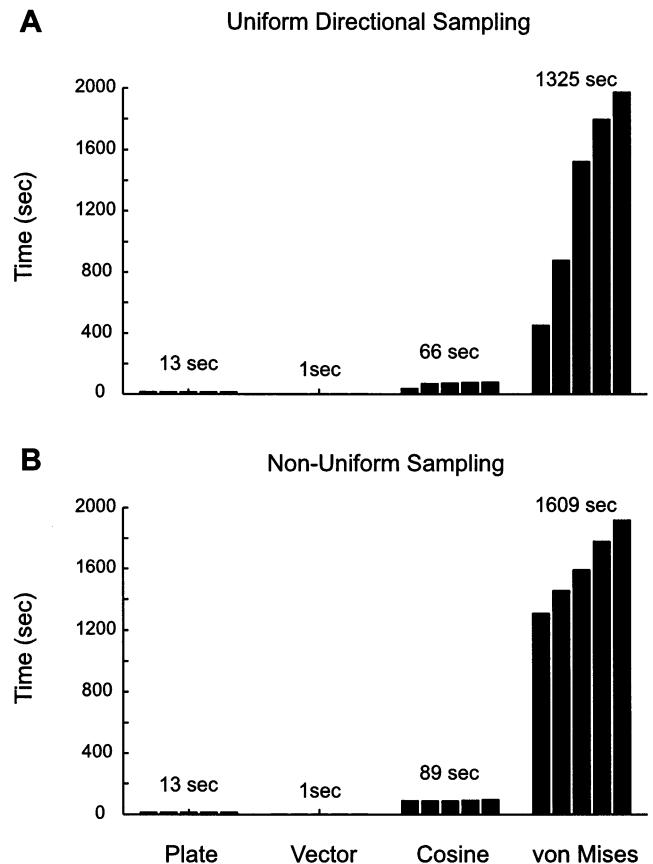 A
Uniform Directional Sampling
Time (sec)
2000
1600
1200
800
400
0
13 sec
1sec
66 sec
1325 sec
B
Non-Uniform Sampling
Time (sec)
2000
1600
1200
800
400
0
13 sec
1sec
89 sec
1609 sec
Plate
Vector
Cosine
von Mises